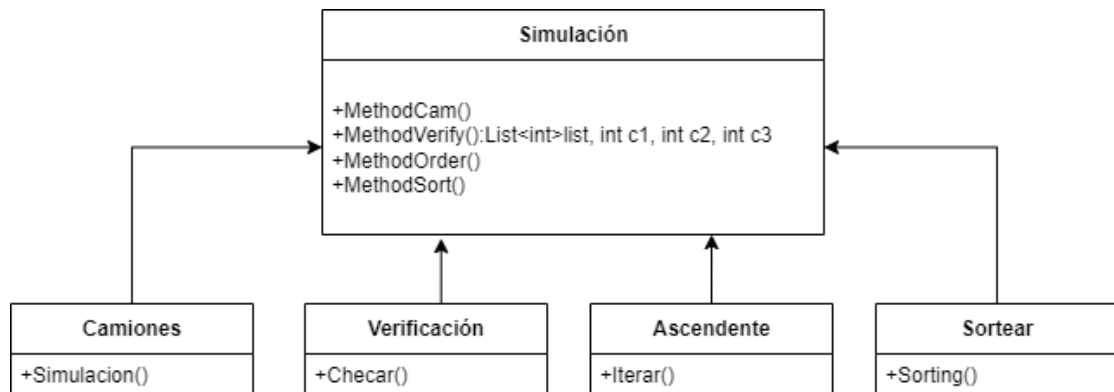 Simulación
+MethodCam()
+MethodVerify():List<int>list, int c1, int c2, int c3
+MethodOrder()
+MethodSort()
Camiones
+Simulacion()
Verificación
+Checar()
Ascendente
+Iterar()
Sortear
+Sorting()